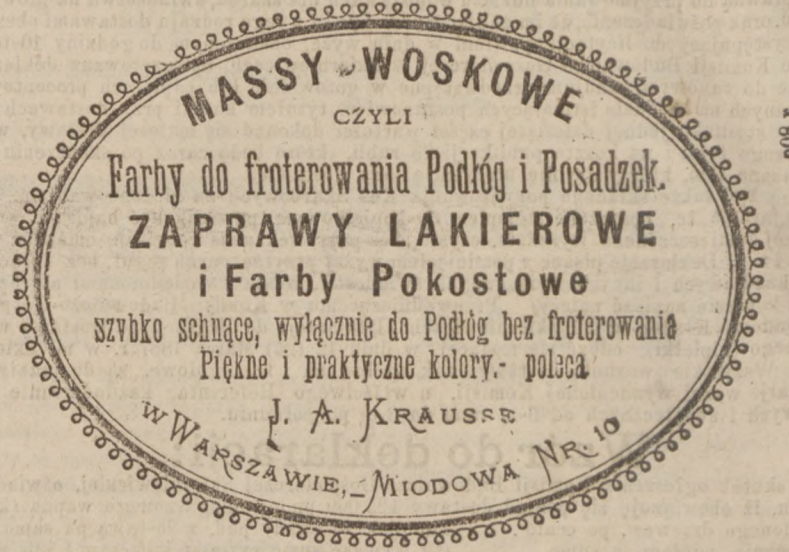 MASSY WOSKOWE
CZYLI
Farby do froterowania Podłóg i Posadzek.
ZAPRAWY LAKIEROWE
i Farby Pokostowe
szybko schnące, wyłącznie do Podłóg bez froterowania
Piękne i praktyczne kolory.- poleca
J. A. KRAUSSE
w WARSZAWIE,_MIODOWA NR. 10